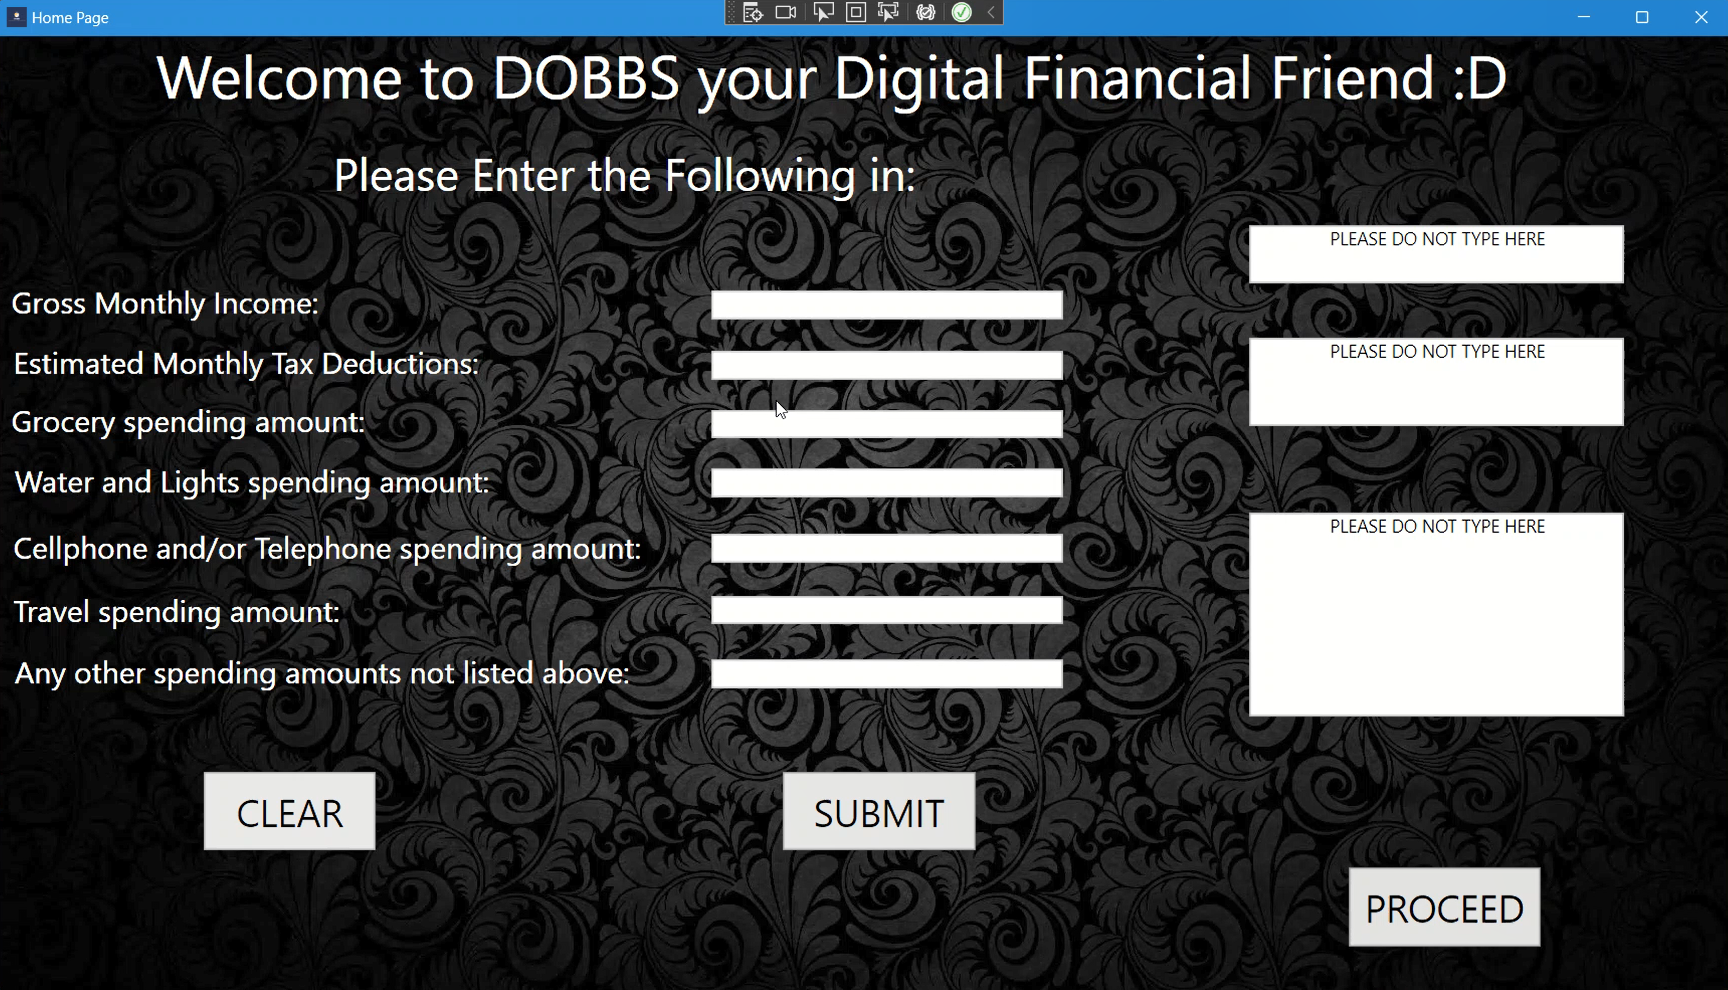 Home Page
Welcome to DOBBS your Digital Financial Friend :D
Please Enter the Following in:
PLEASE DO NOT TYPE HERE
Gross Monthly Income:
PLEASE DO NOT TYPE HERE
Estimated Monthly Tax Deductions:
Grocery spending amount:
Water and Lights spending amount:
PLEASE DO NOT TYPE HERE
Cellphone and/or Telephone spending amount:
Travel spending amount:
Any other spending amounts not listed above:
CLEAR
SUBMIT
PROCEED